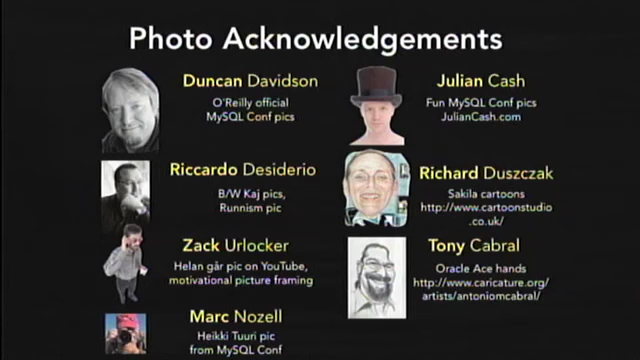 Photo Acknowledgements
Duncan Davidson
O'Reilly official
MySQL Conf pics
Julian Cash
Fun MySQL Conf pics
JulianCash.com
Riccardo Desiderio
B/W Kaj pics,
Runnism pic
Richard Duszczak
Sakila cartoons
http://www.cartoonstudio
.co.uk/
Zack Urlocker
Helan går pic on YouTube,
motivational picture framing
Tony Cabral
Oracle Ace hands
http://www.caricature.org/
artists/antoniomcabral/
Marc Nozell
Heikki Tuuri pic
from MySQL Conf